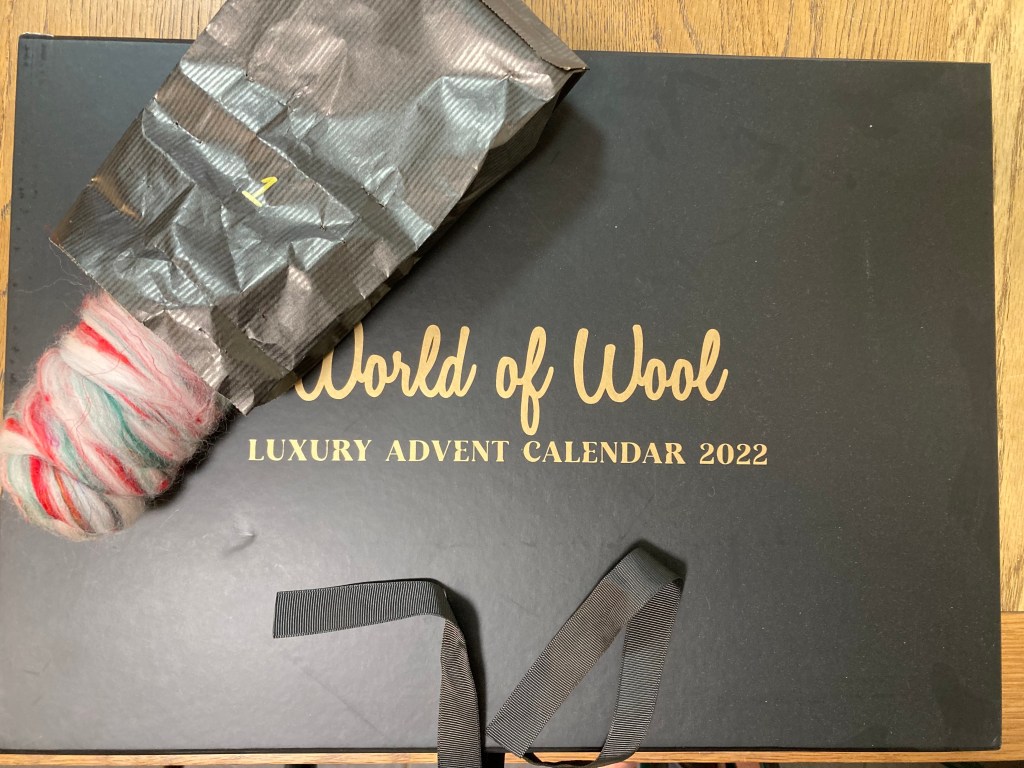 1
World of Wool
LUXURY ADVENT CALENDAR 2022